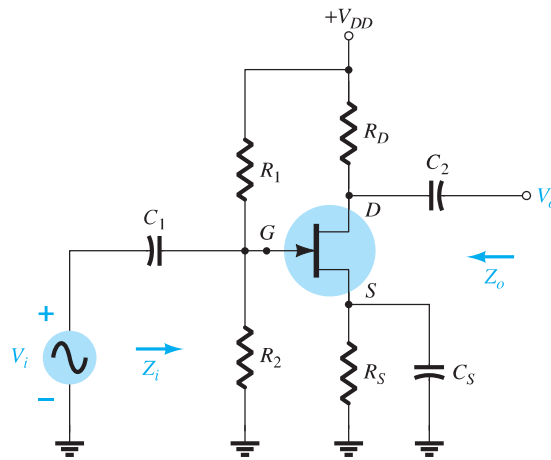 +V_DD
R_D
R_1
C_2
C_1
V_o
G
D
Z_o
S
+
V_i
Z_i
R_2
R_S
C_S
−